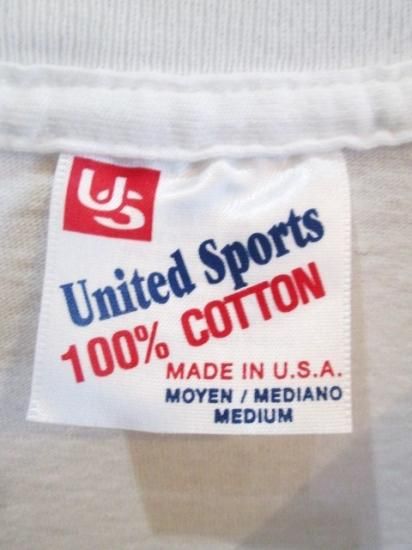 US
United Sports
100% COTTON
MADE IN U.S.A.
MOYEN / MEDIANO
MEDIUM